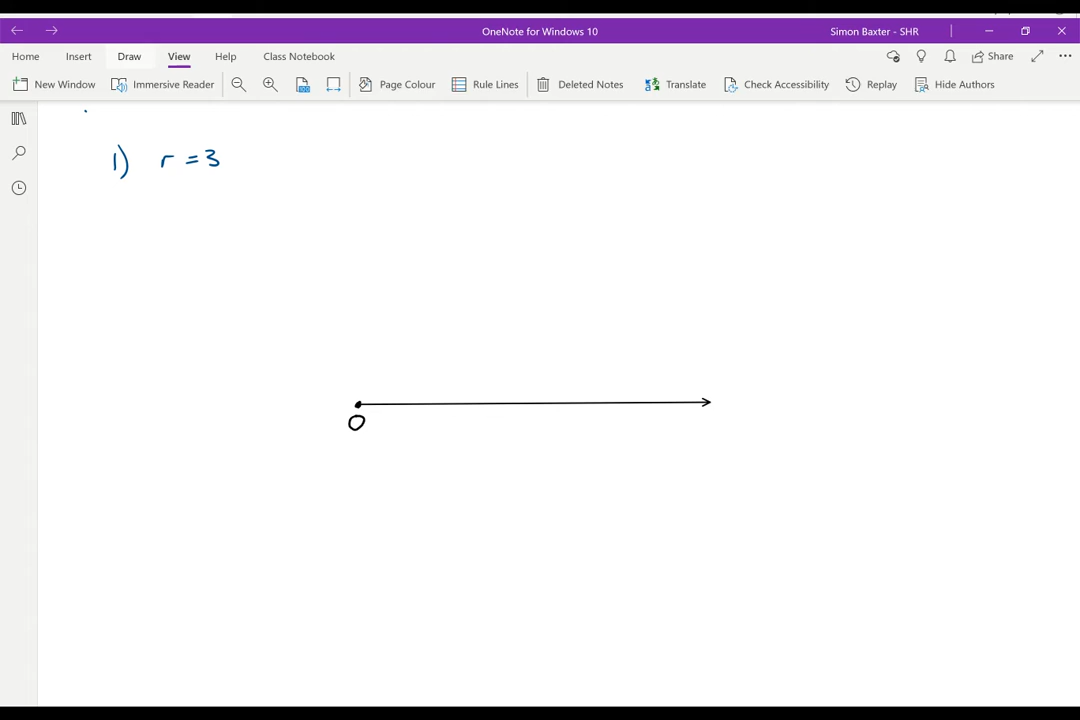 OneNote for Windows 10
Simon Baxter - SHR
Home Insert Draw View Help Class Notebook
Share
New Window Immersive Reader Page Colour Rule Lines Deleted Notes Translate Check Accessibility Replay Hide Authors
1) r = 3
O